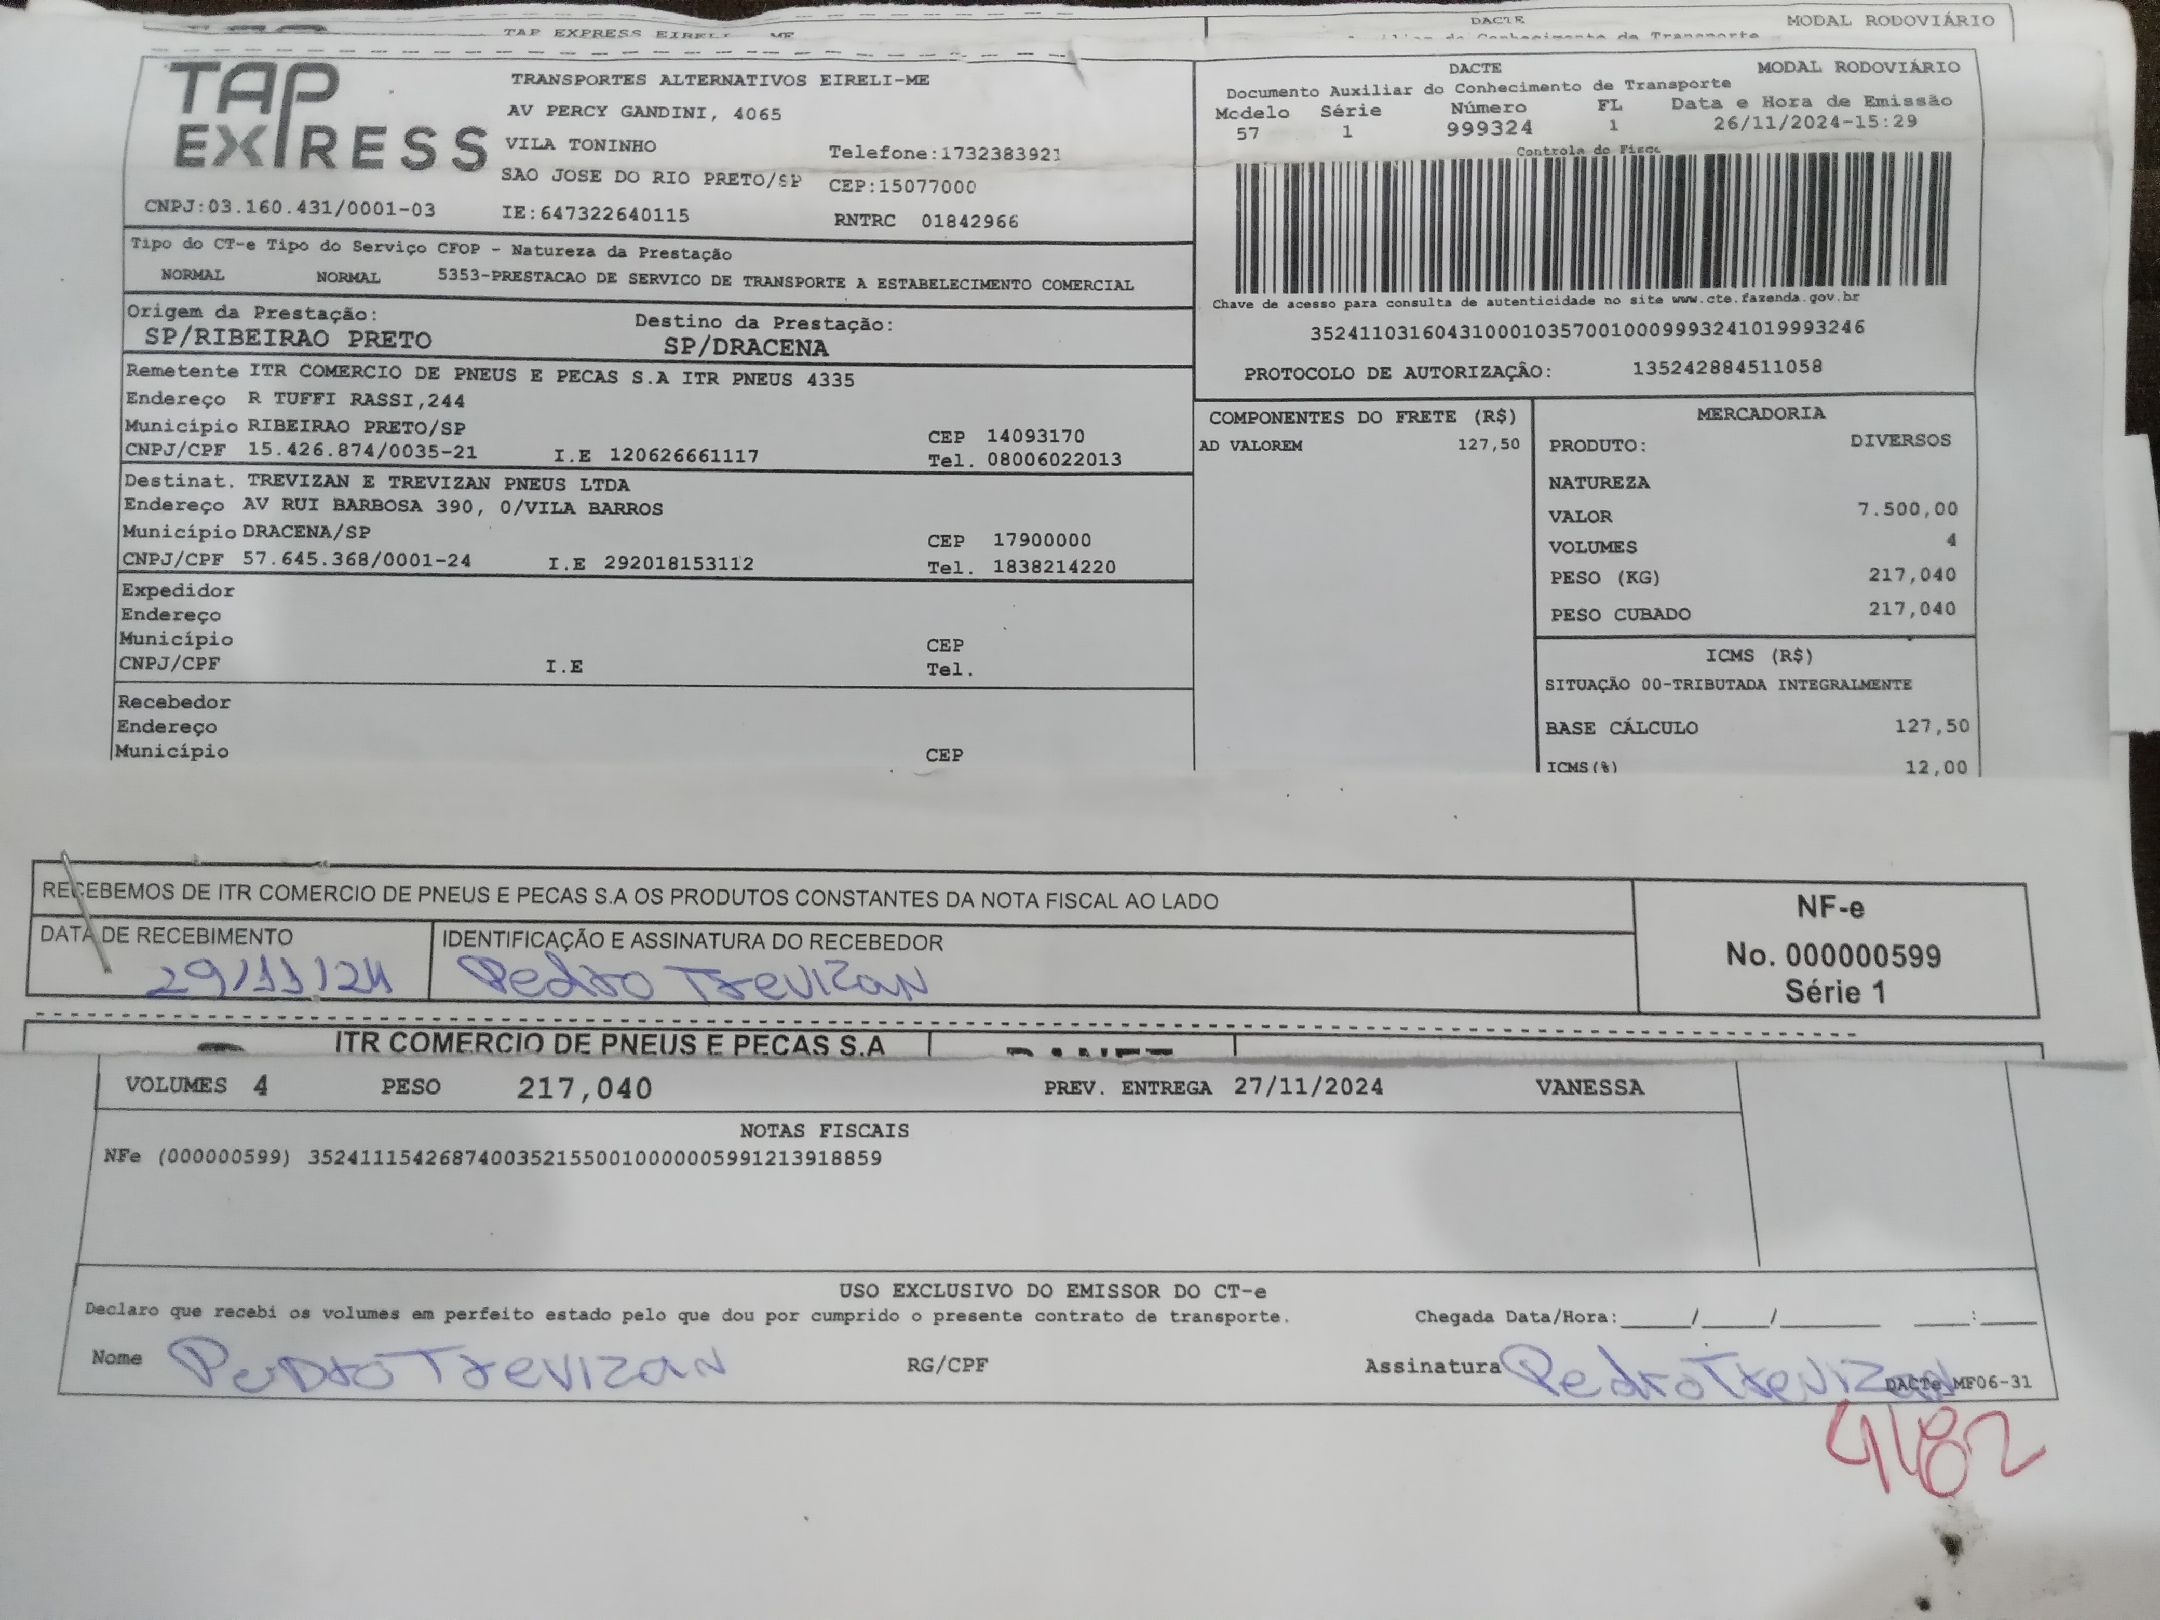 TAP EXPRESS EIRELI - ME
DACTE MODAL RODOVIÁRIO
TAP EXPRESS
TRANSPORTES ALTERNATIVOS EIRELI-ME
AV PERCY GANDINI, 4065
VILA TONINHO Telefone:1732383921
SAO JOSE DO RIO PRETO/SP CEP:15077000
CNPJ:03.160.431/0001-03 IE:647322640115 RNTRC 01842966
DACTE MODAL RODOVIÁRIO
Documento Auxiliar do Conhecimento de Transporte
Modelo Série Número FL Data e Hora de Emissão
57 1 999324 1 26/11/2024-15:29
Controle do Fisco
Chave de acesso para consulta de autenticidade no site www.cte.fazenda.gov.br
35241103160431000103570010009993241019993246
PROTOCOLO DE AUTORIZAÇÃO: 135242884511058
Tipo do CT-e Tipo do Serviço CFOP - Natureza da Prestação
NORMAL NORMAL 5353-PRESTACAO DE SERVICO DE TRANSPORTE A ESTABELECIMENTO COMERCIAL
Origem da Prestação: Destino da Prestação:
SP/RIBEIRAO PRETO SP/DRACENA
Remetente ITR COMERCIO DE PNEUS E PECAS S.A ITR PNEUS 4335
Endereço R TUFFI RASSI,244
Município RIBEIRAO PRETO/SP CEP 14093170
CNPJ/CPF 15.426.874/0035-21 I.E 120626661117 Tel. 08006022013
Destinat. TREVIZAN E TREVIZAN PNEUS LTDA
Endereço AV RUI BARBOSA 390, 0/VILA BARROS
Município DRACENA/SP CEP 17900000
CNPJ/CPF 57.645.368/0001-24 I.E 292018153112 Tel. 1838214220
Expedidor
Endereço
Município CEP
CNPJ/CPF I.E Tel.
Recebedor
Endereço
Município CEP
COMPONENTES DO FRETE (R$)
AD VALOREM 127,50
MERCADORIA
PRODUTO: DIVERSOS
NATUREZA
VALOR 7.500,00
VOLUMES 4
PESO (KG) 217,040
PESO CUBADO 217,040
ICMS (R$)
SITUAÇÃO 00-TRIBUTADA INTEGRALMENTE
BASE CÁLCULO 127,50
ICMS(%) 12,00
RECEBEMOS DE ITR COMERCIO DE PNEUS E PECAS S.A OS PRODUTOS CONSTANTES DA NOTA FISCAL AO LADO
DATA DE RECEBIMENTO IDENTIFICAÇÃO E ASSINATURA DO RECEBEDOR
29/11/24 Pedro Trevizan
NF-e
No. 000000599
Série 1
ITR COMERCIO DE PNEUS E PECAS S.A
VOLUMES 4 PESO 217,040 PREV. ENTREGA 27/11/2024 VANESSA
NOTAS FISCAIS
NFe (000000599) 35241115426874003521550010000005991213918859
USO EXCLUSIVO DO EMISSOR DO CT-e
Declaro que recebi os volumes em perfeito estado pelo que dou por cumprido o presente contrato de transporte. Chegada Data/Hora:_____/_____/_______ ____:____
Nome Pedro Trevizan RG/CPF Assinatura Pedro Trevizan
DACTe_MF06-31